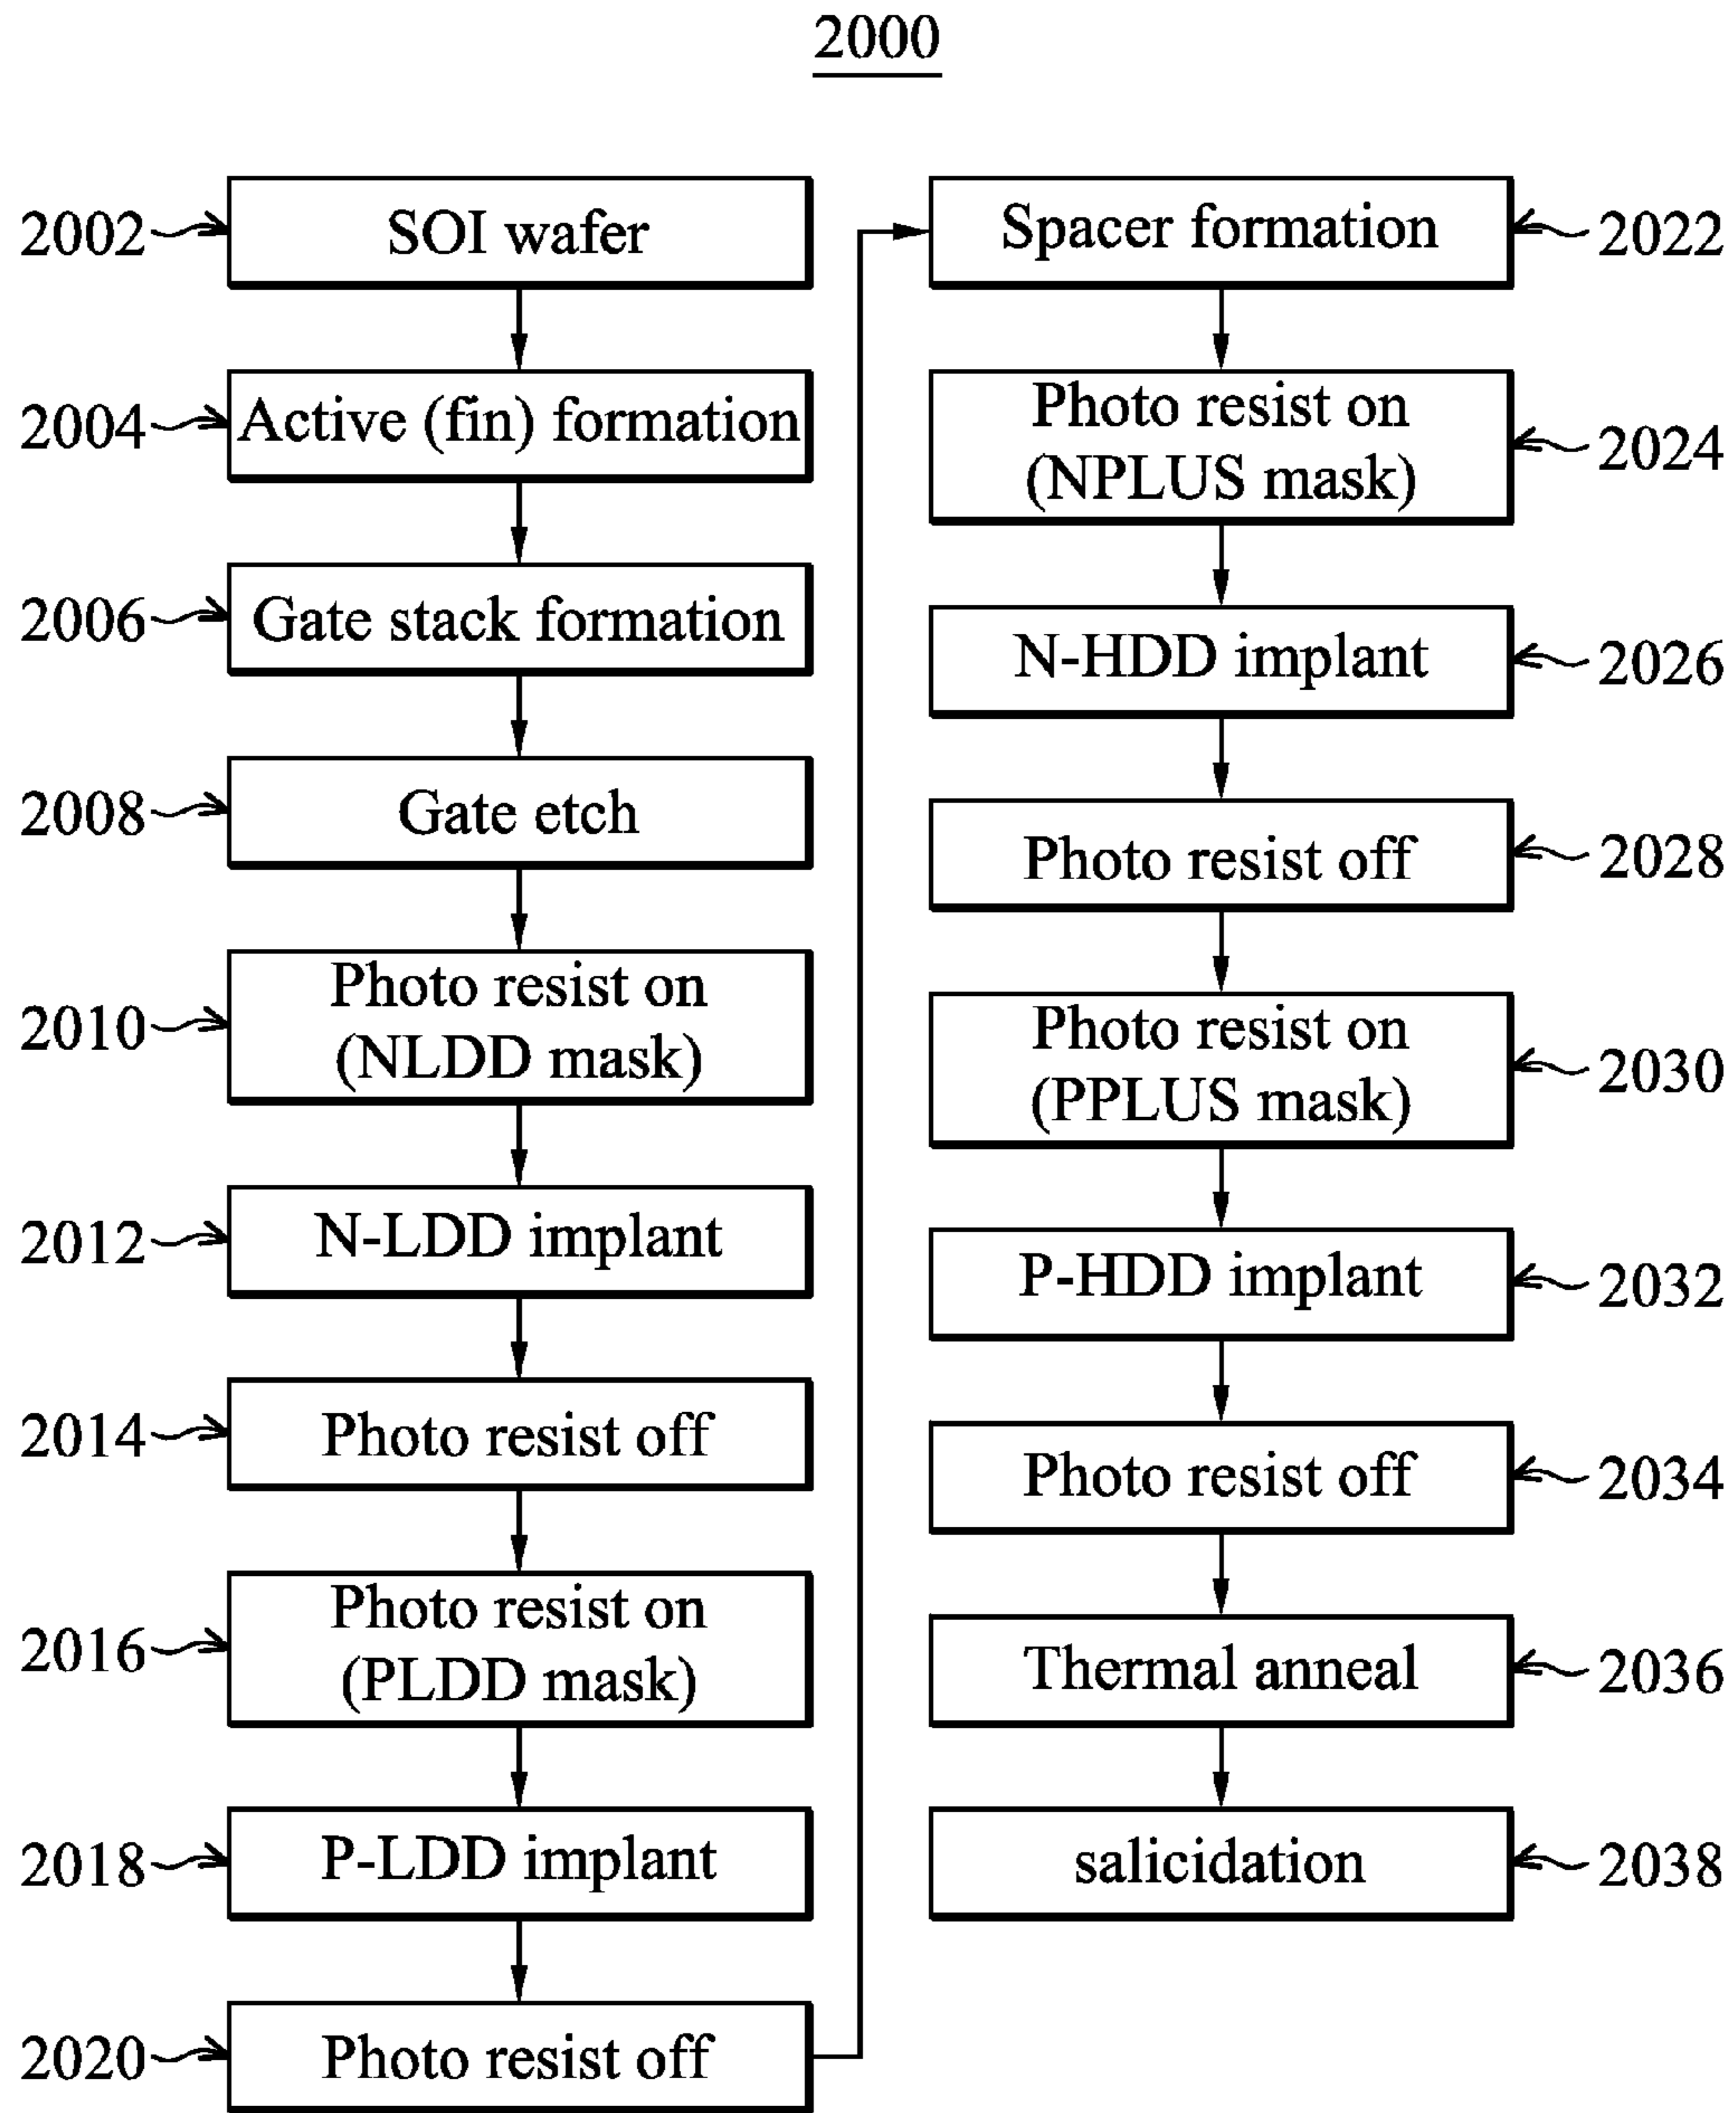 2000
2002
SOI wafer
2004
Active (fin) formation
2006
Gate stack formation
2008
Gate etch
2010
Photo resist on
(NLDD mask)
2012
N-LDD implant
2014
Photo resist off
2016
Photo resist on
(PLDD mask)
2018
P-LDD implant
2020
Photo resist off
Spacer formation
2022
Photo resist on
(NPLUS mask)
2024
N-HDD implant
2026
Photo resist off
2028
Photo resist on
(PPLUS mask)
2030
P-HDD implant
2032
Photo resist off
2034
Thermal anneal
2036
salicidation
2038